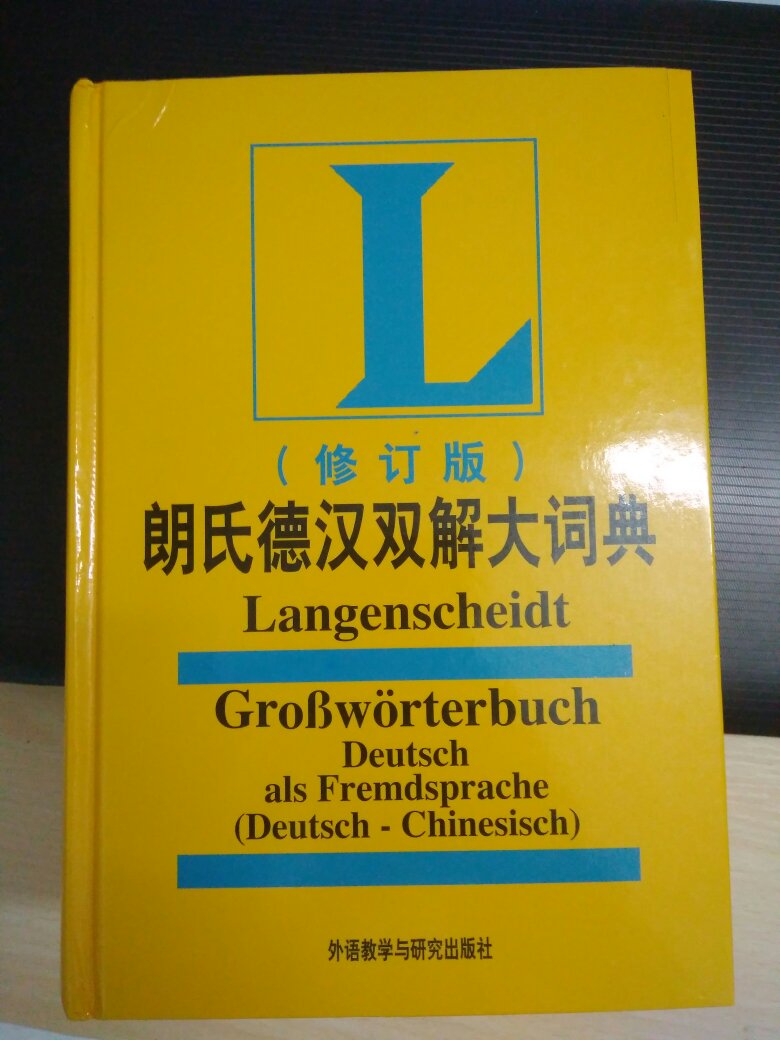 L
（修订版）
朗氏德汉双解大词典
Langenscheidt
Großwörterbuch
Deutsch
als Fremdsprache
(Deutsch - Chinesisch)
外语教学与研究出版社